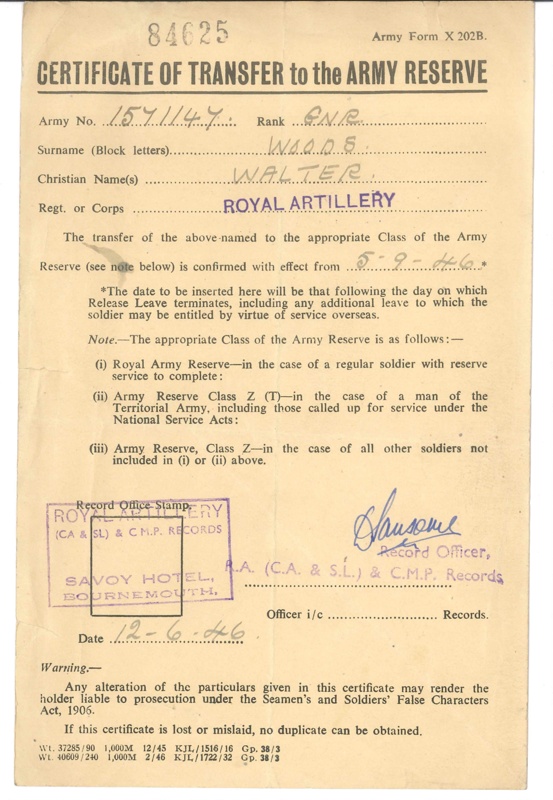 84625
Army Form X 202B.
CERTIFICATE OF TRANSFER to the ARMY RESERVE
Army No. 1571147. Rank GNR
Surname (Block letters) WOODS.
Christian Name(s) WALTER.
Regt. or Corps ROYAL ARTILLERY
The transfer of the above-named to the appropriate Class of the Army
Reserve (see note below) is confirmed with effect from 5-9-46.*
*The date to be inserted here will be that following the day on which
Release Leave terminates, including any additional leave to which the
soldier may be entitled by virtue of service overseas.
Note.—The appropriate Class of the Army Reserve is as follows:—
(i) Royal Army Reserve—in the case of a regular soldier with reserve
service to complete:
(ii) Army Reserve Class Z (T)—in the case of a man of the
Territorial Army, including those called up for service under the
National Service Acts:
(iii) Army Reserve, Class Z—in the case of all other soldiers not
included in (i) or (ii) above.
Record Office Stamp.
ROYAL ARTILLERY
(CA & SL) & C M.P. RECORDS
SAVOY HOTEL,
BOURNEMOUTH.
Sansome
Record Officer,
R.A. (C.A. & S.L.) & C.M.P. Records
Officer i/c Records.
Date 12-6-46
Warning.—
Any alteration of the particulars given in this certificate may render the
holder liable to prosecution under the Seamen's and Soldiers' False Characters
Act, 1906.
If this certificate is lost or mislaid, no duplicate can be obtained.
Wt. 37285/90 1,000M 12/45 KJL/1516/16 Gp. 38/3
Wt. 40609/240 1,000M 2/46 KJL/1722/32 Gp. 38/3